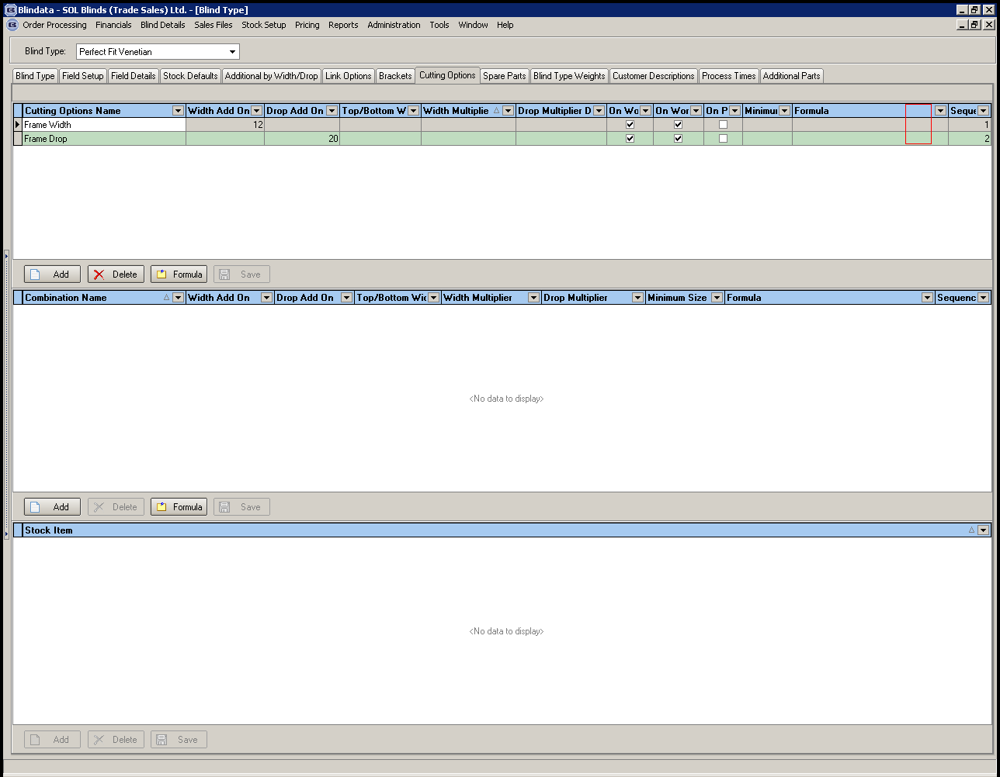 Blindata - SOL Blinds (Trade Sales) Ltd. - [Blind Type]
Order Processing Financials Blind Details Sales Files Stock Setup Pricing Reports Administration Tools Window Help
Blind Type: Perfect Fit Venetian
Blind Type Field Setup Field Details Stock Defaults Additional by Width/Drop Link Options Brackets Cutting Options Spare Parts Blind Type Weights Customer Descriptions Process Times Additional Parts
Cutting Options Name Width Add On Drop Add On Top/Bottom W Width Multiplie Drop Multiplier D On Wo On Wor On P Minimu Formula Seque
Frame Width 12 1
Frame Drop 20 2
Add Delete Formula Save
Combination Name Width Add On Drop Add On Top/Bottom Wic Width Multiplier Drop Multiplier Minimum Size Formula Sequenc
<No data to display>
Add Delete Formula Save
Stock Item
<No data to display>
Add Delete Save